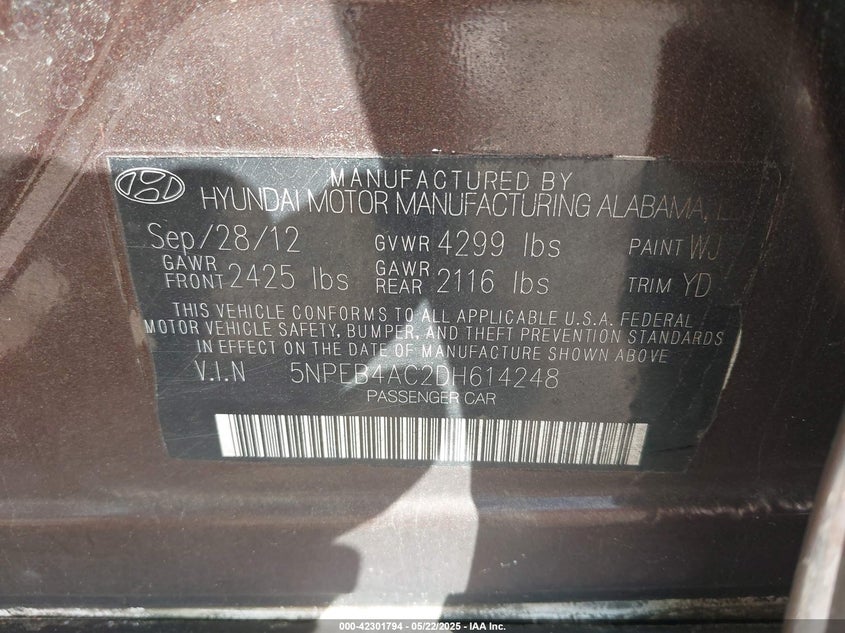 MANUFACTURED BY
HYUNDAI MOTOR MANUFACTURING ALABAMA,
Sep/28/12 GVWR 4299 lbs PAINT WJ
GAWR FRONT 2425 lbs GAWR REAR 2116 lbs TRIM YD
THIS VEHICLE CONFORMS TO ALL APPLICABLE U.S.A. FEDERAL
MOTOR VEHICLE SAFETY, BUMPER, AND THEFT PREVENTION STANDARDS
IN EFFECT ON THE DATE OF MANUFACTURE SHOWN ABOVE
V.I.N 5NPEB4AC2DH614248
PASSENGER CAR
000-42301794 - 05/22/2025 - IAA Inc.